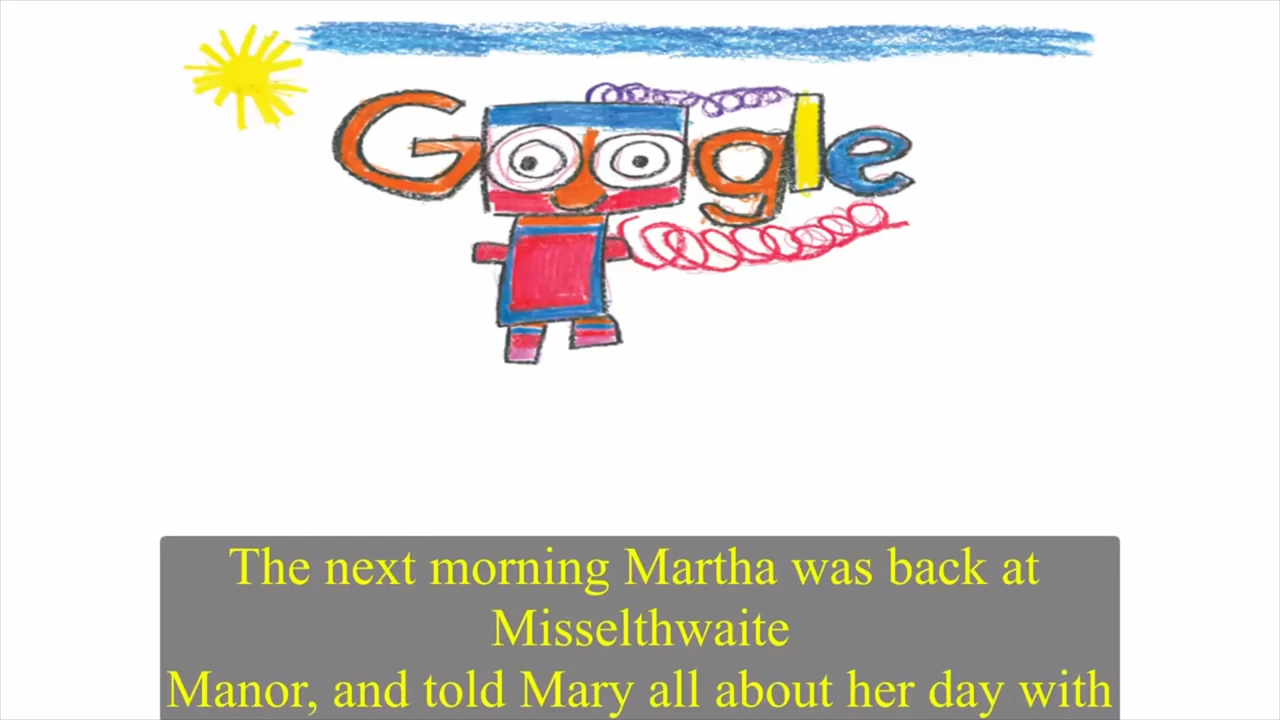 Google
The next morning Martha was back at
Misselthwaite
Manor, and told Mary all about her day with